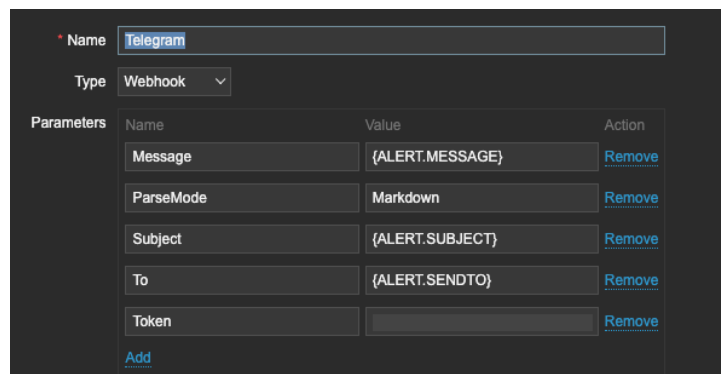 * Name Telegram
Type Webhook
Parameters Name Value Action
Message {ALERT.MESSAGE} Remove
ParseMode Markdown Remove
Subject {ALERT.SUBJECT} Remove
To {ALERT.SENDTO} Remove
Token Remove
Add